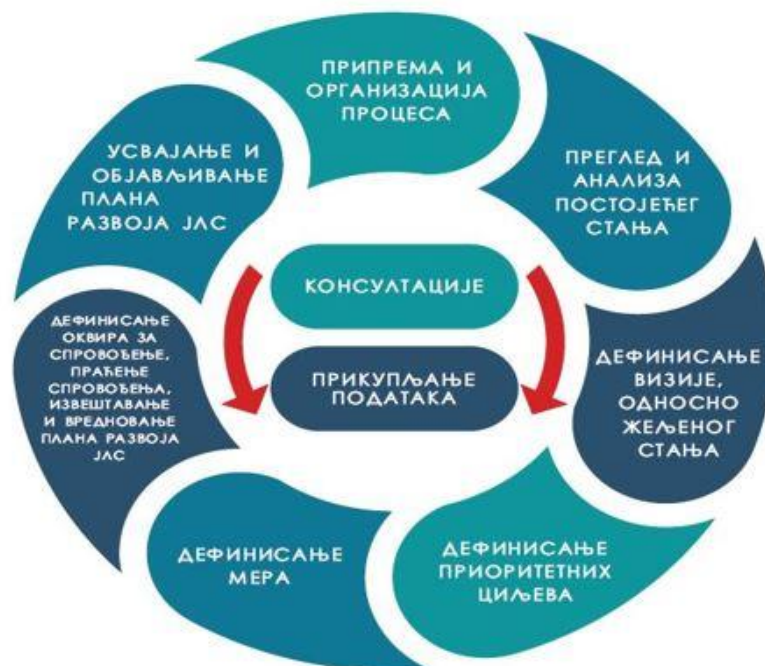 ПРИПРЕМА И
ОРГАНИЗАЦИЈА
ПРОЦЕСА
ПРЕГЛЕД И
АНАЛИЗА
ПОСТОЈЕЋЕГ
СТАЊА
ДЕФИНИСАЊЕ
ВИЗИЈЕ,
ОДНОСНО
ЖЕЉЕНОГ
СТАЊА
ДЕФИНИСАЊЕ
ПРИОРИТЕТНИХ
ЦИЉЕВА
ДЕФИНИСАЊЕ
МЕРА
ДЕФИНИСАЊЕ
ОКВИРА ЗА
СПРОВОЂЕЊЕ,
ПРАЋЕЊЕ
СПРОВОЂЕЊА,
ИЗВЕШТАВАЊЕ
И ВРЕДНОВАЊЕ
ПЛАНА РАЗВОЈА
ЈЛС
УСВАЈАЊЕ И
ОБЈАВЉИВАЊЕ
ПЛАНА
РАЗВОЈА ЈЛС
КОНСУЛТАЦИЈЕ
ПРИКУПЉАЊЕ
ПОДАТАКА